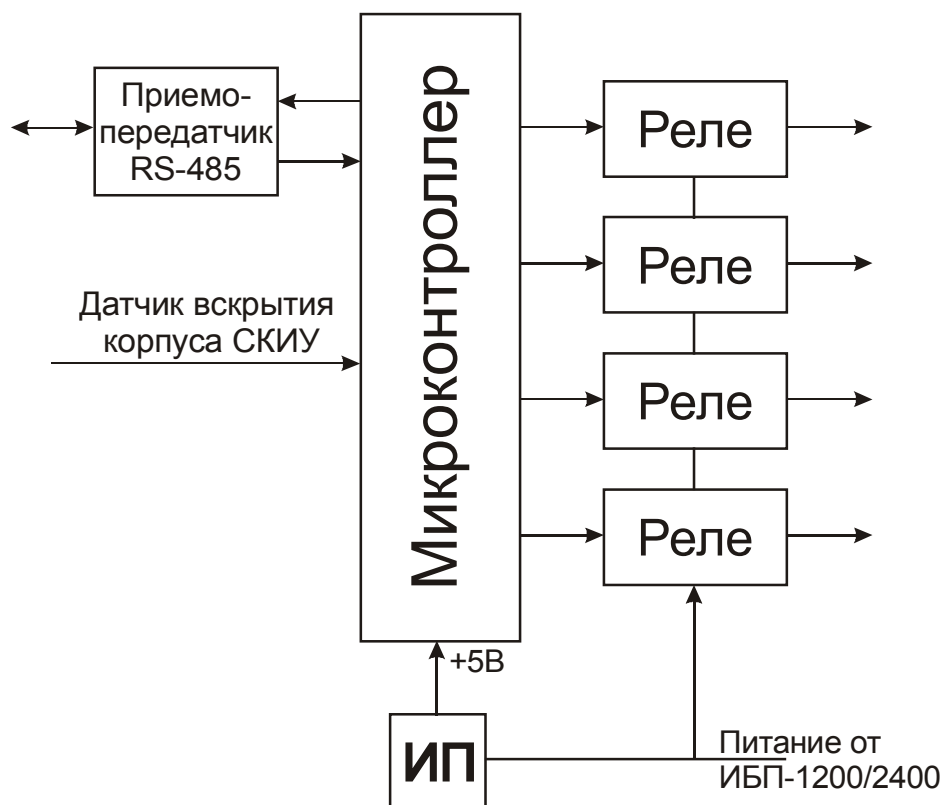 Приемо-
передатчик
RS-485
Датчик вскрытия
корпуса СКИУ
Микроконтроллер
Реле
Реле
Реле
Реле
+5В
ИП
Питание от
ИБП-1200/2400